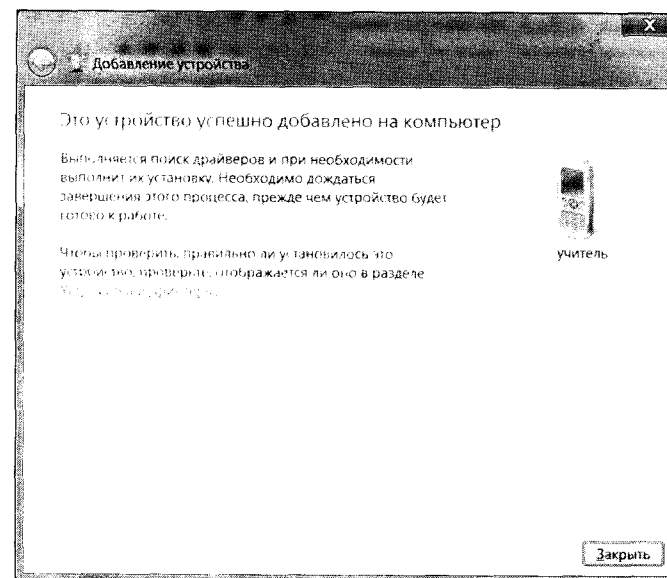 Добавление устройства
Это устройство успешно добавлено на компьютер
Выполняется поиск драйверов и при необходимости
выполнит их установку. Необходимо дождаться
завершения этого процесса, прежде чем устройство будет
готово к работе.
Чтобы проверить, правильно ли установилось это
устройство, проверьте, отображается ли оно в разделе
учитель
Закрыть